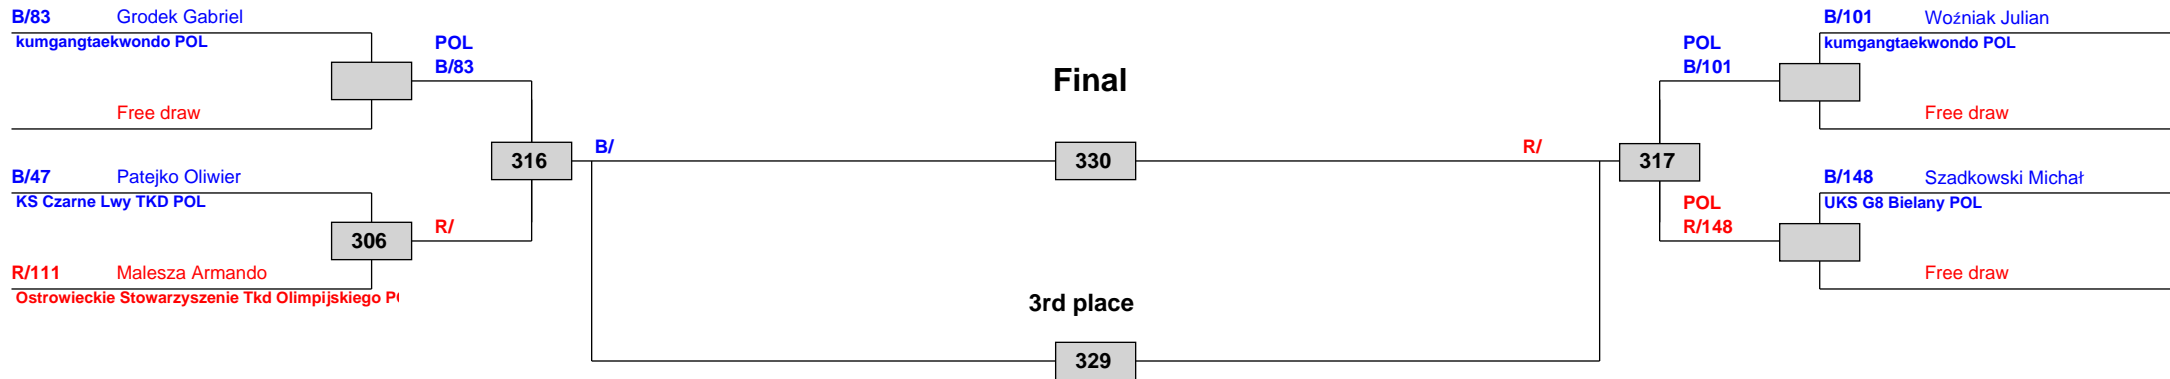 B/83 Grodek Gabriel
kumgangtaekwondo POL
Free draw
B/47 Patejko Oliwier
KS Czarne Lwy TKD POL
R/111 Malesza Armando
Ostrowieckie Stowarzyszenie Tkd Olimpijskiego
306
POL
B/83
R/
316
B/
Final
330
3rd place
329
R/
317
POL
B/101
POL
R/148
B/101 Woźniak Julian
kumgangtaekwondo POL
Free draw
B/148 Szadkowski Michał
UKS G8 Bielany POL
Free draw